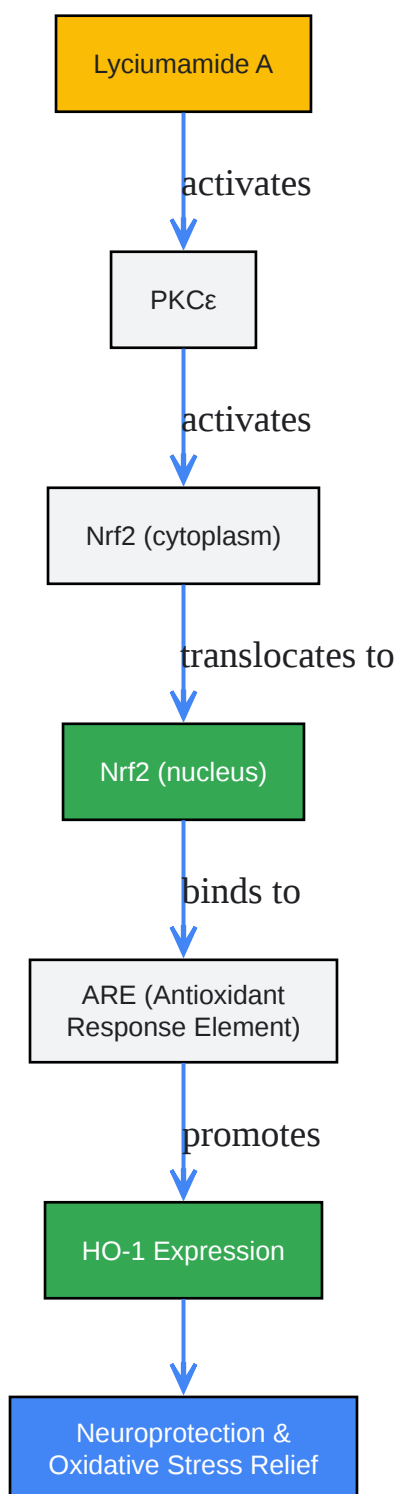 Lyciumamide A
activates
PKCε
activates
Nrf2 (cytoplasm)
translocates to
Nrf2 (nucleus)
binds to
ARE (Antioxidant
Response Element)
promotes
HO-1 Expression
Neuroprotection &
Oxidative Stress Relief